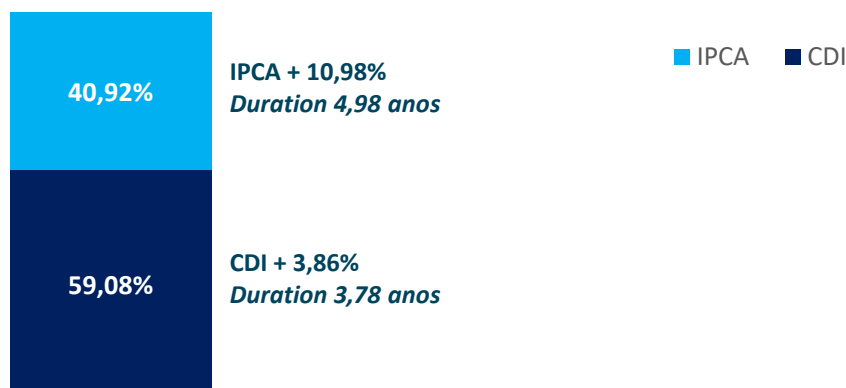 40,92%
IPCA + 10,98%
Duration 4,98 anos
IPCA CDI
59,08%
CDI + 3,86%
Duration 3,78 anos